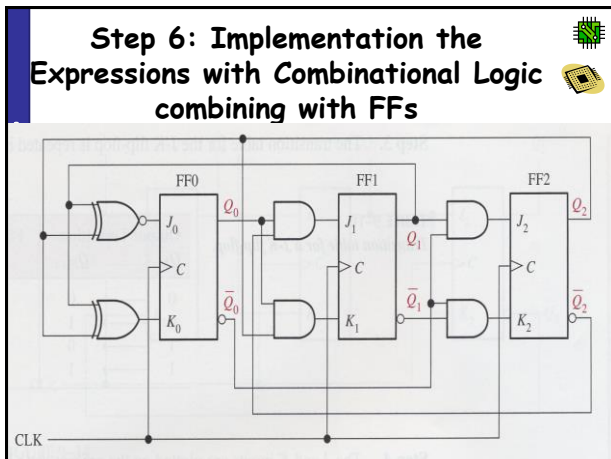 Step 6: Implementation the
Expressions with Combinational Logic
combining with FFs
FF0
FF1
FF2
J₀
Q₀
J₁
Q₁
J₂
Q₂
C
C
C
K₀
Q̅₀
K₁
Q̅₁
K₂
Q̅₂
CLK